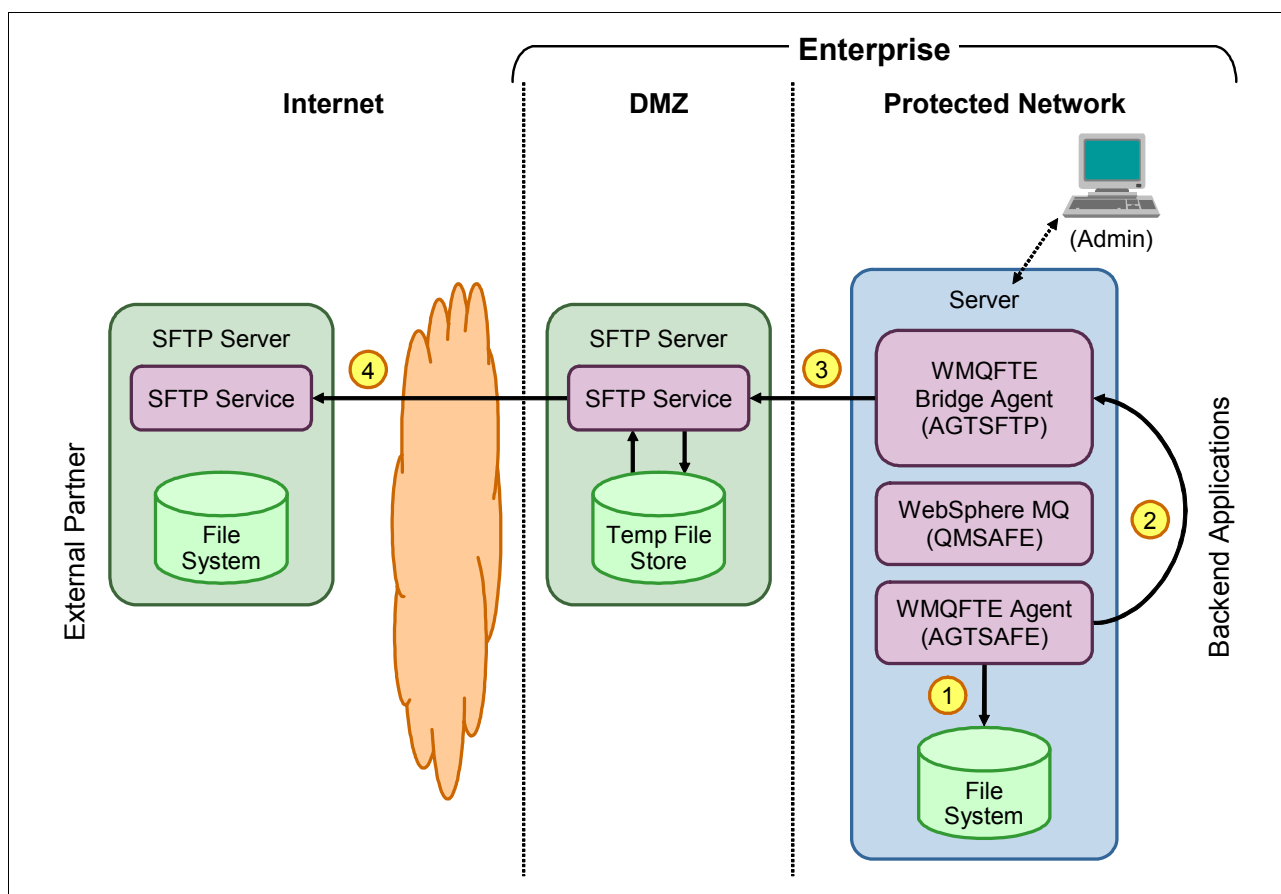 Enterprise
Internet
DMZ
Protected Network
(Admin)
External Partner
SFTP Server
SFTP Service
File
System
4
SFTP Server
SFTP Service
Temp File
Store
3
Server
WMQFTE
Bridge Agent
(AGTSFTP)
WebSphere MQ
(QMSAFE)
WMQFTE Agent
(AGTSAFE)
1
File
System
2
Backend Applications